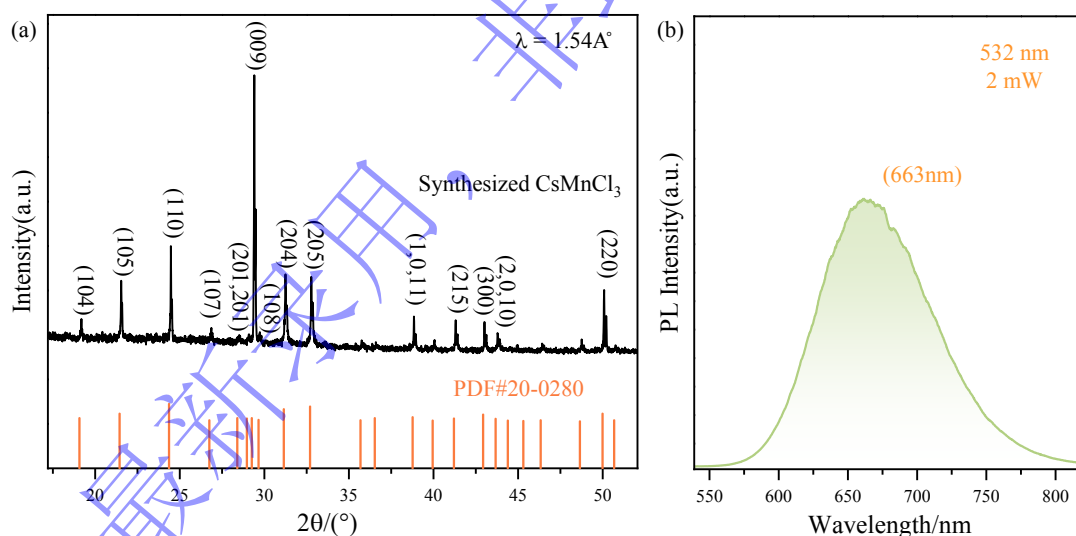 (a)
λ = 1.54A°
(009)
Synthesized CsMnCl₃
(104)
(105)
(110)
(107)
(201,201)
(108)
(204)
(205)
(1,0,11)
(215)
(300)
(2,0,10)
(220)
PDF#20-0280
Intensity(a.u.)
20 25 30 35 40 45 50
2θ/(°)
(b)
532 nm
2 mW
(663nm)
PL Intensity(a.u.)
550 600 650 700 750 800
Wavelength/nm